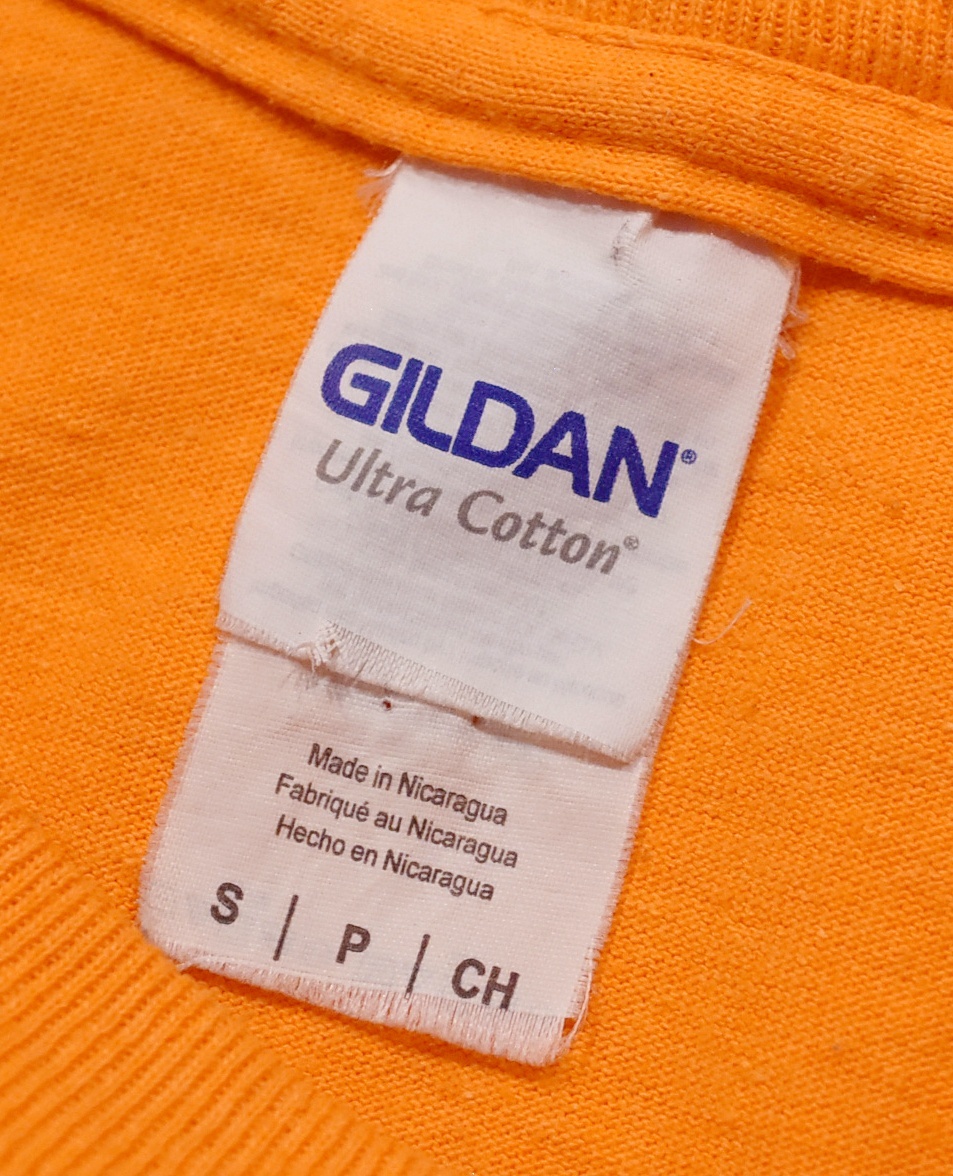 GILDAN®
Ultra Cotton®
Made in Nicaragua
Fabriqué au Nicaragua
Hecho en Nicaragua
S | P | CH